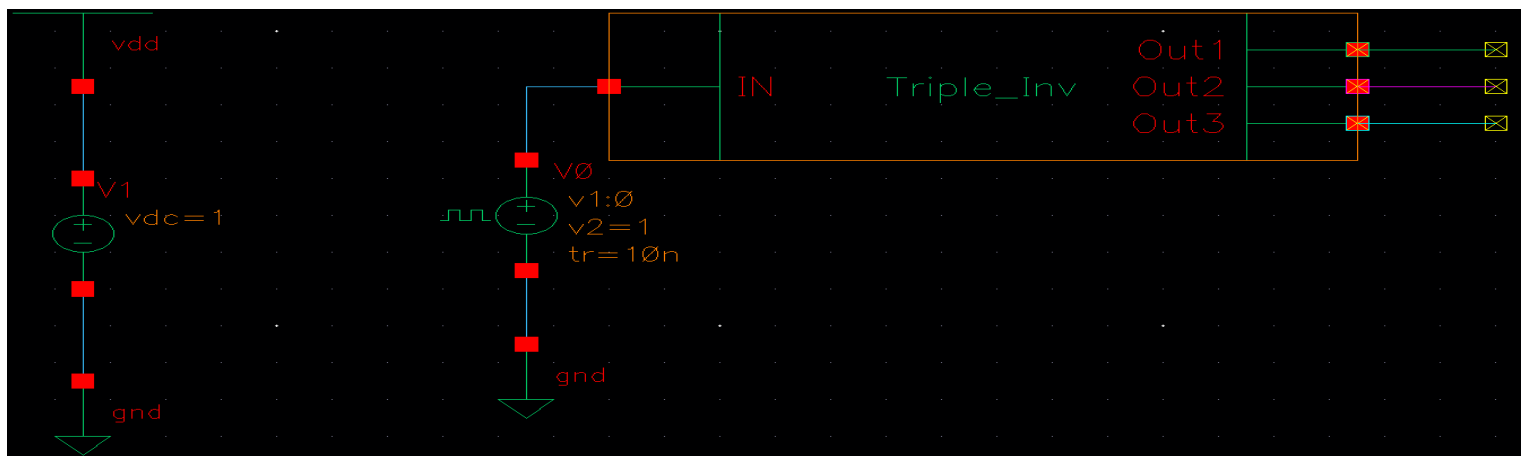 vdd
V1
vdc=1
gnd
V0
v1:0
v2=1
tr=10n
gnd
IN
Triple_Inv
Out1
Out2
Out3